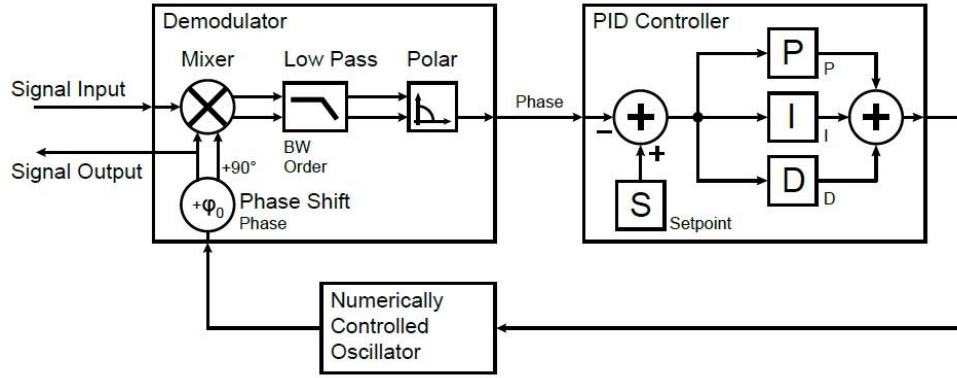 Demodulator
Mixer
Low Pass
Polar
Signal Input
BW
Order
Signal Output
+90°
+φ0
Phase Shift
Phase
Phase
PID Controller
−
+
+
S
Setpoint
P
P
I
I
D
D
+
Numerically
Controlled
Oscillator